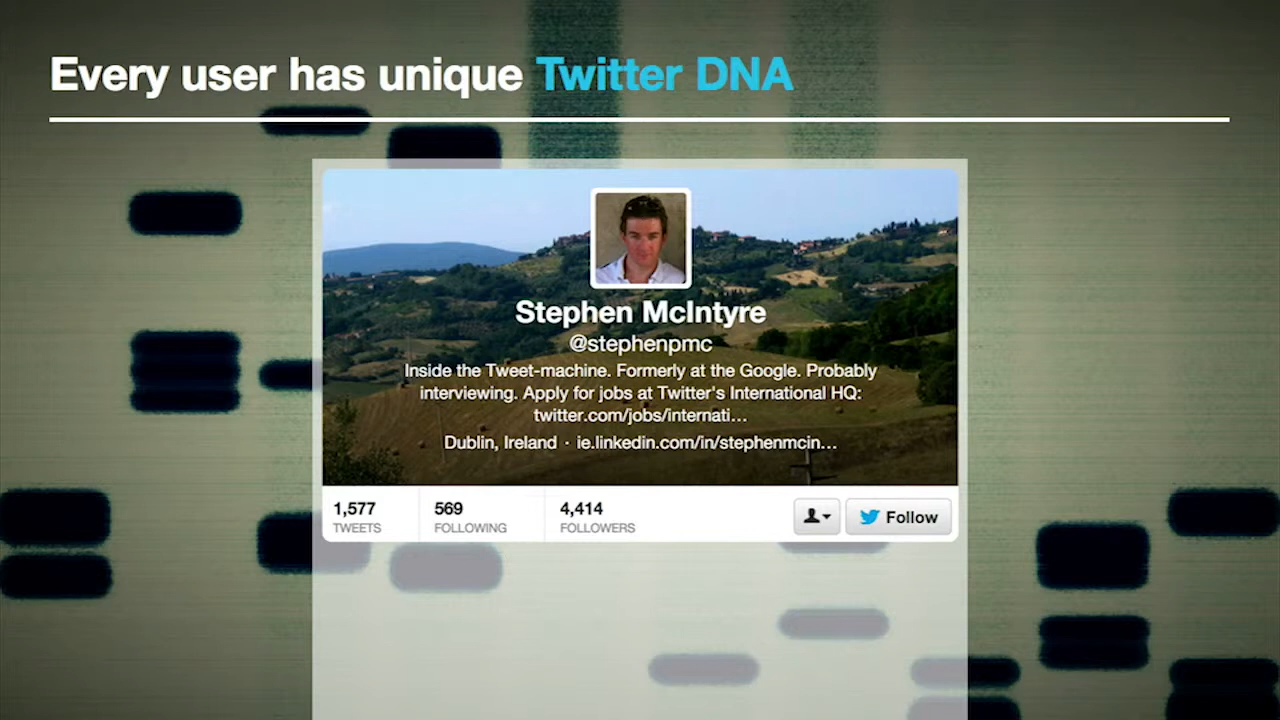 Every user has unique Twitter DNA
Stephen McIntyre
@stephenpmc
Inside the Tweet-machine. Formerly at the Google. Probably
interviewing. Apply for jobs at Twitter's International HQ:
twitter.com/jobs/internati...
Dublin, Ireland · ie.linkedin.com/in/stephenmcin...
1,577 569 4,414
TWEETS FOLLOWING FOLLOWERS
Follow